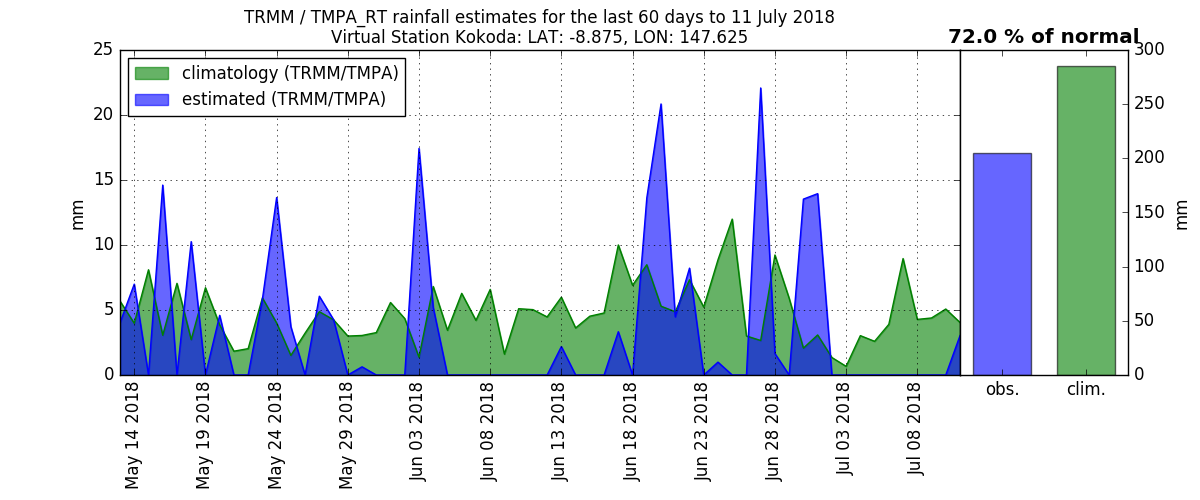 TRMM / TMPA_RT rainfall estimates for the last 60 days to 11 July 2018
Virtual Station Kokoda: LAT: -8.875, LON: 147.625
72.0 % of normal
climatology (TRMM/TMPA)
estimated (TRMM/TMPA)
25
20
15
10
5
0
mm
300
250
200
150
100
50
0
mm
May 14 2018
May 19 2018
May 24 2018
May 29 2018
Jun 03 2018
Jun 08 2018
Jun 13 2018
Jun 18 2018
Jun 23 2018
Jun 28 2018
Jul 03 2018
Jul 08 2018
obs.
clim.